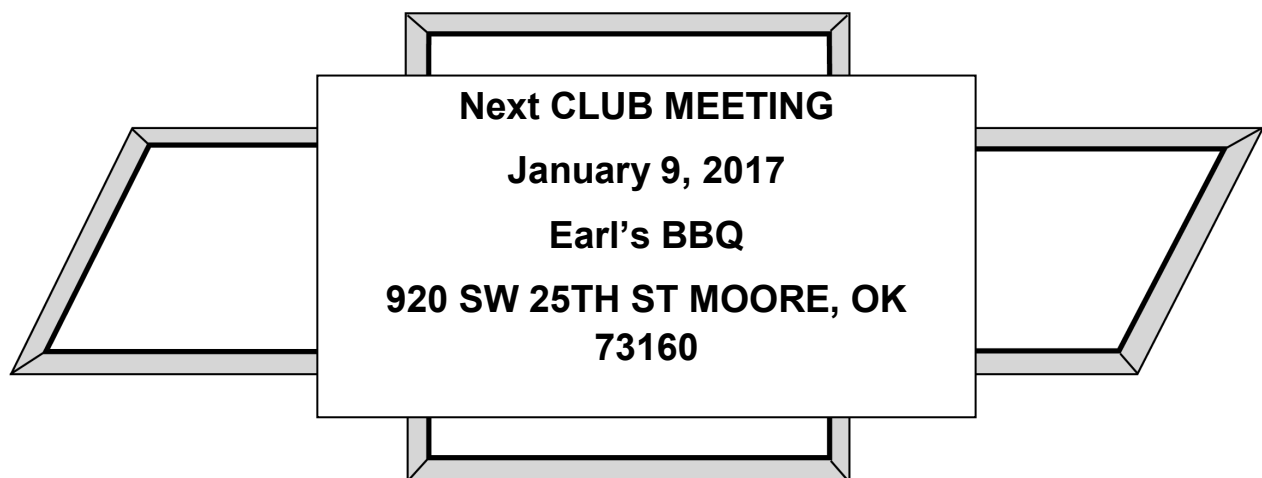 Next CLUB MEETING
January 9, 2017
Earl’s BBQ
920 SW 25TH ST MOORE, OK
73160